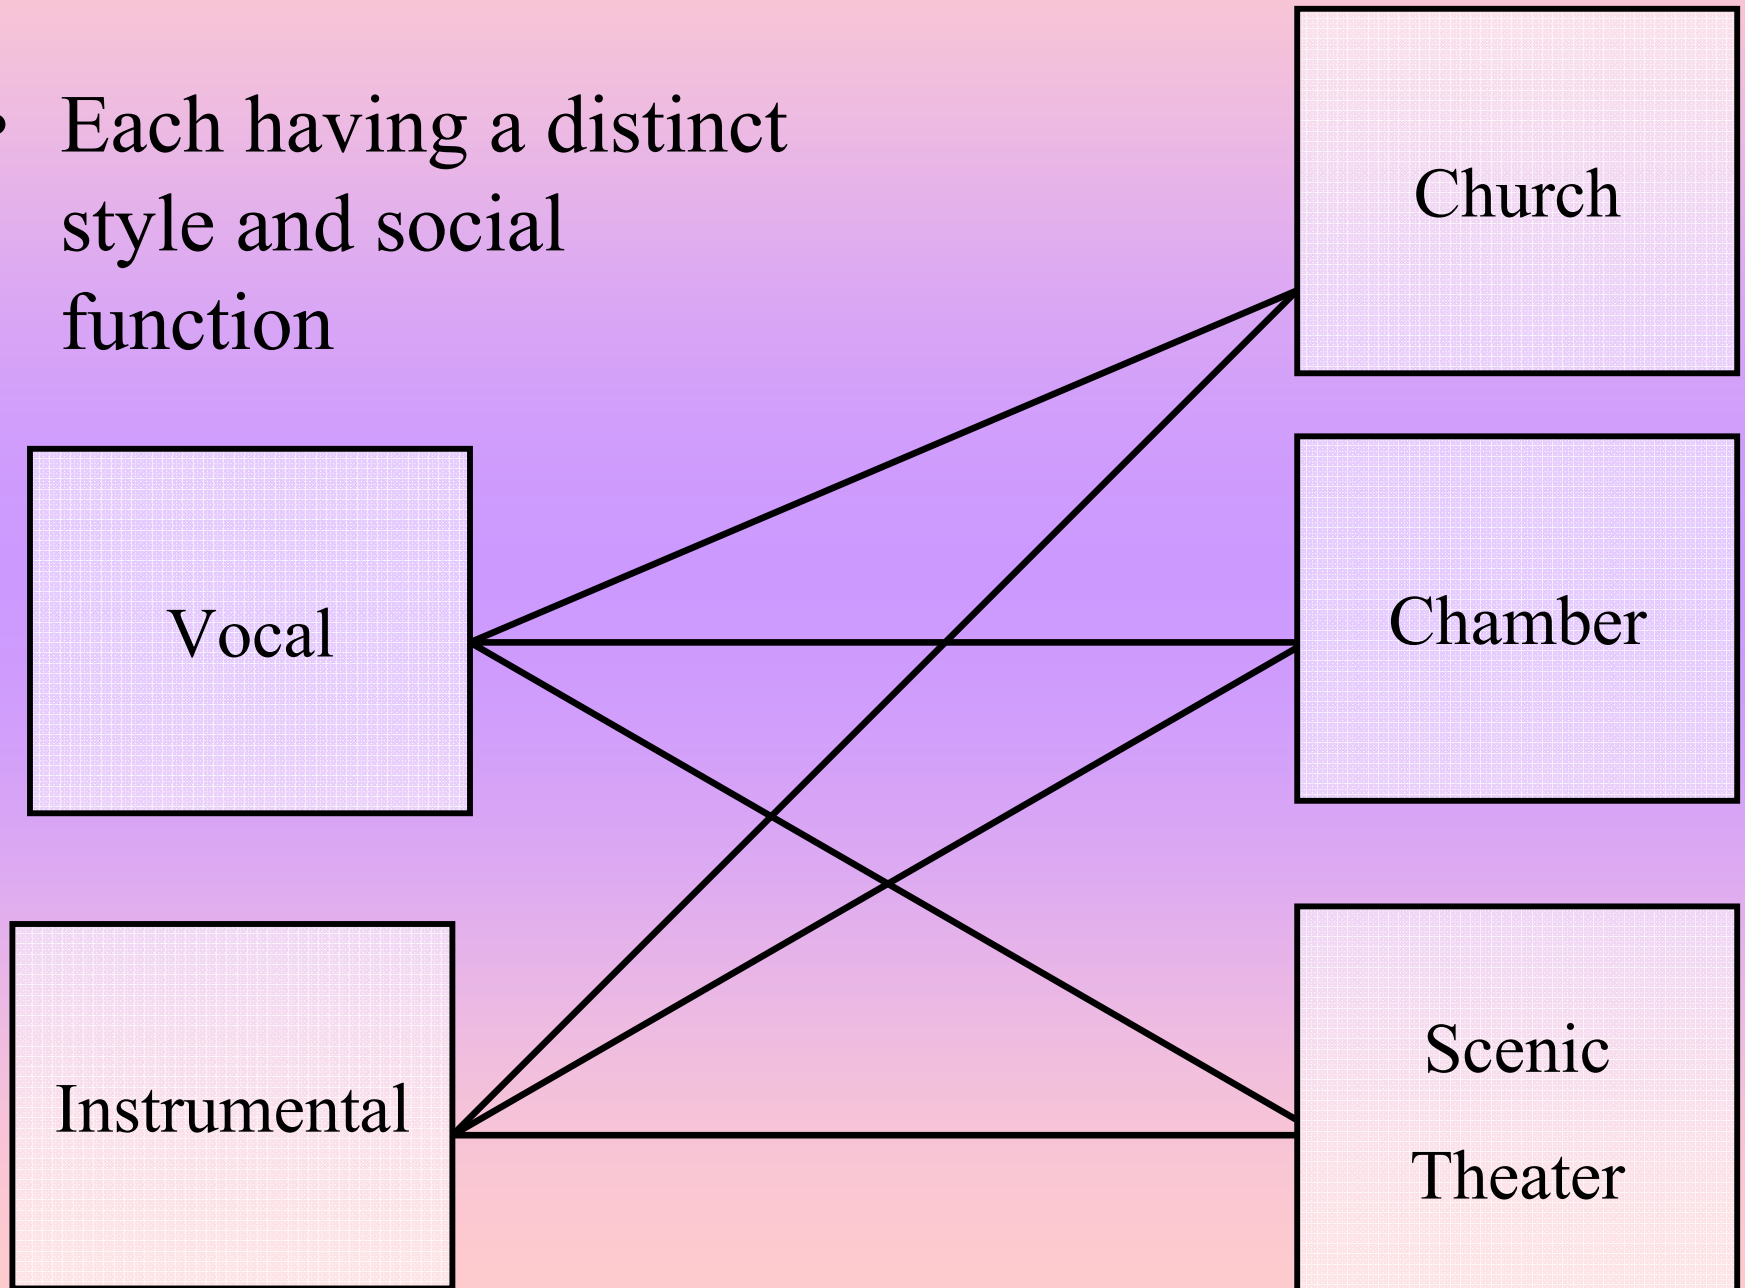 • Each having a distinct
style and social
function
Church
Vocal
Chamber
Instrumental
Scenic
Theater